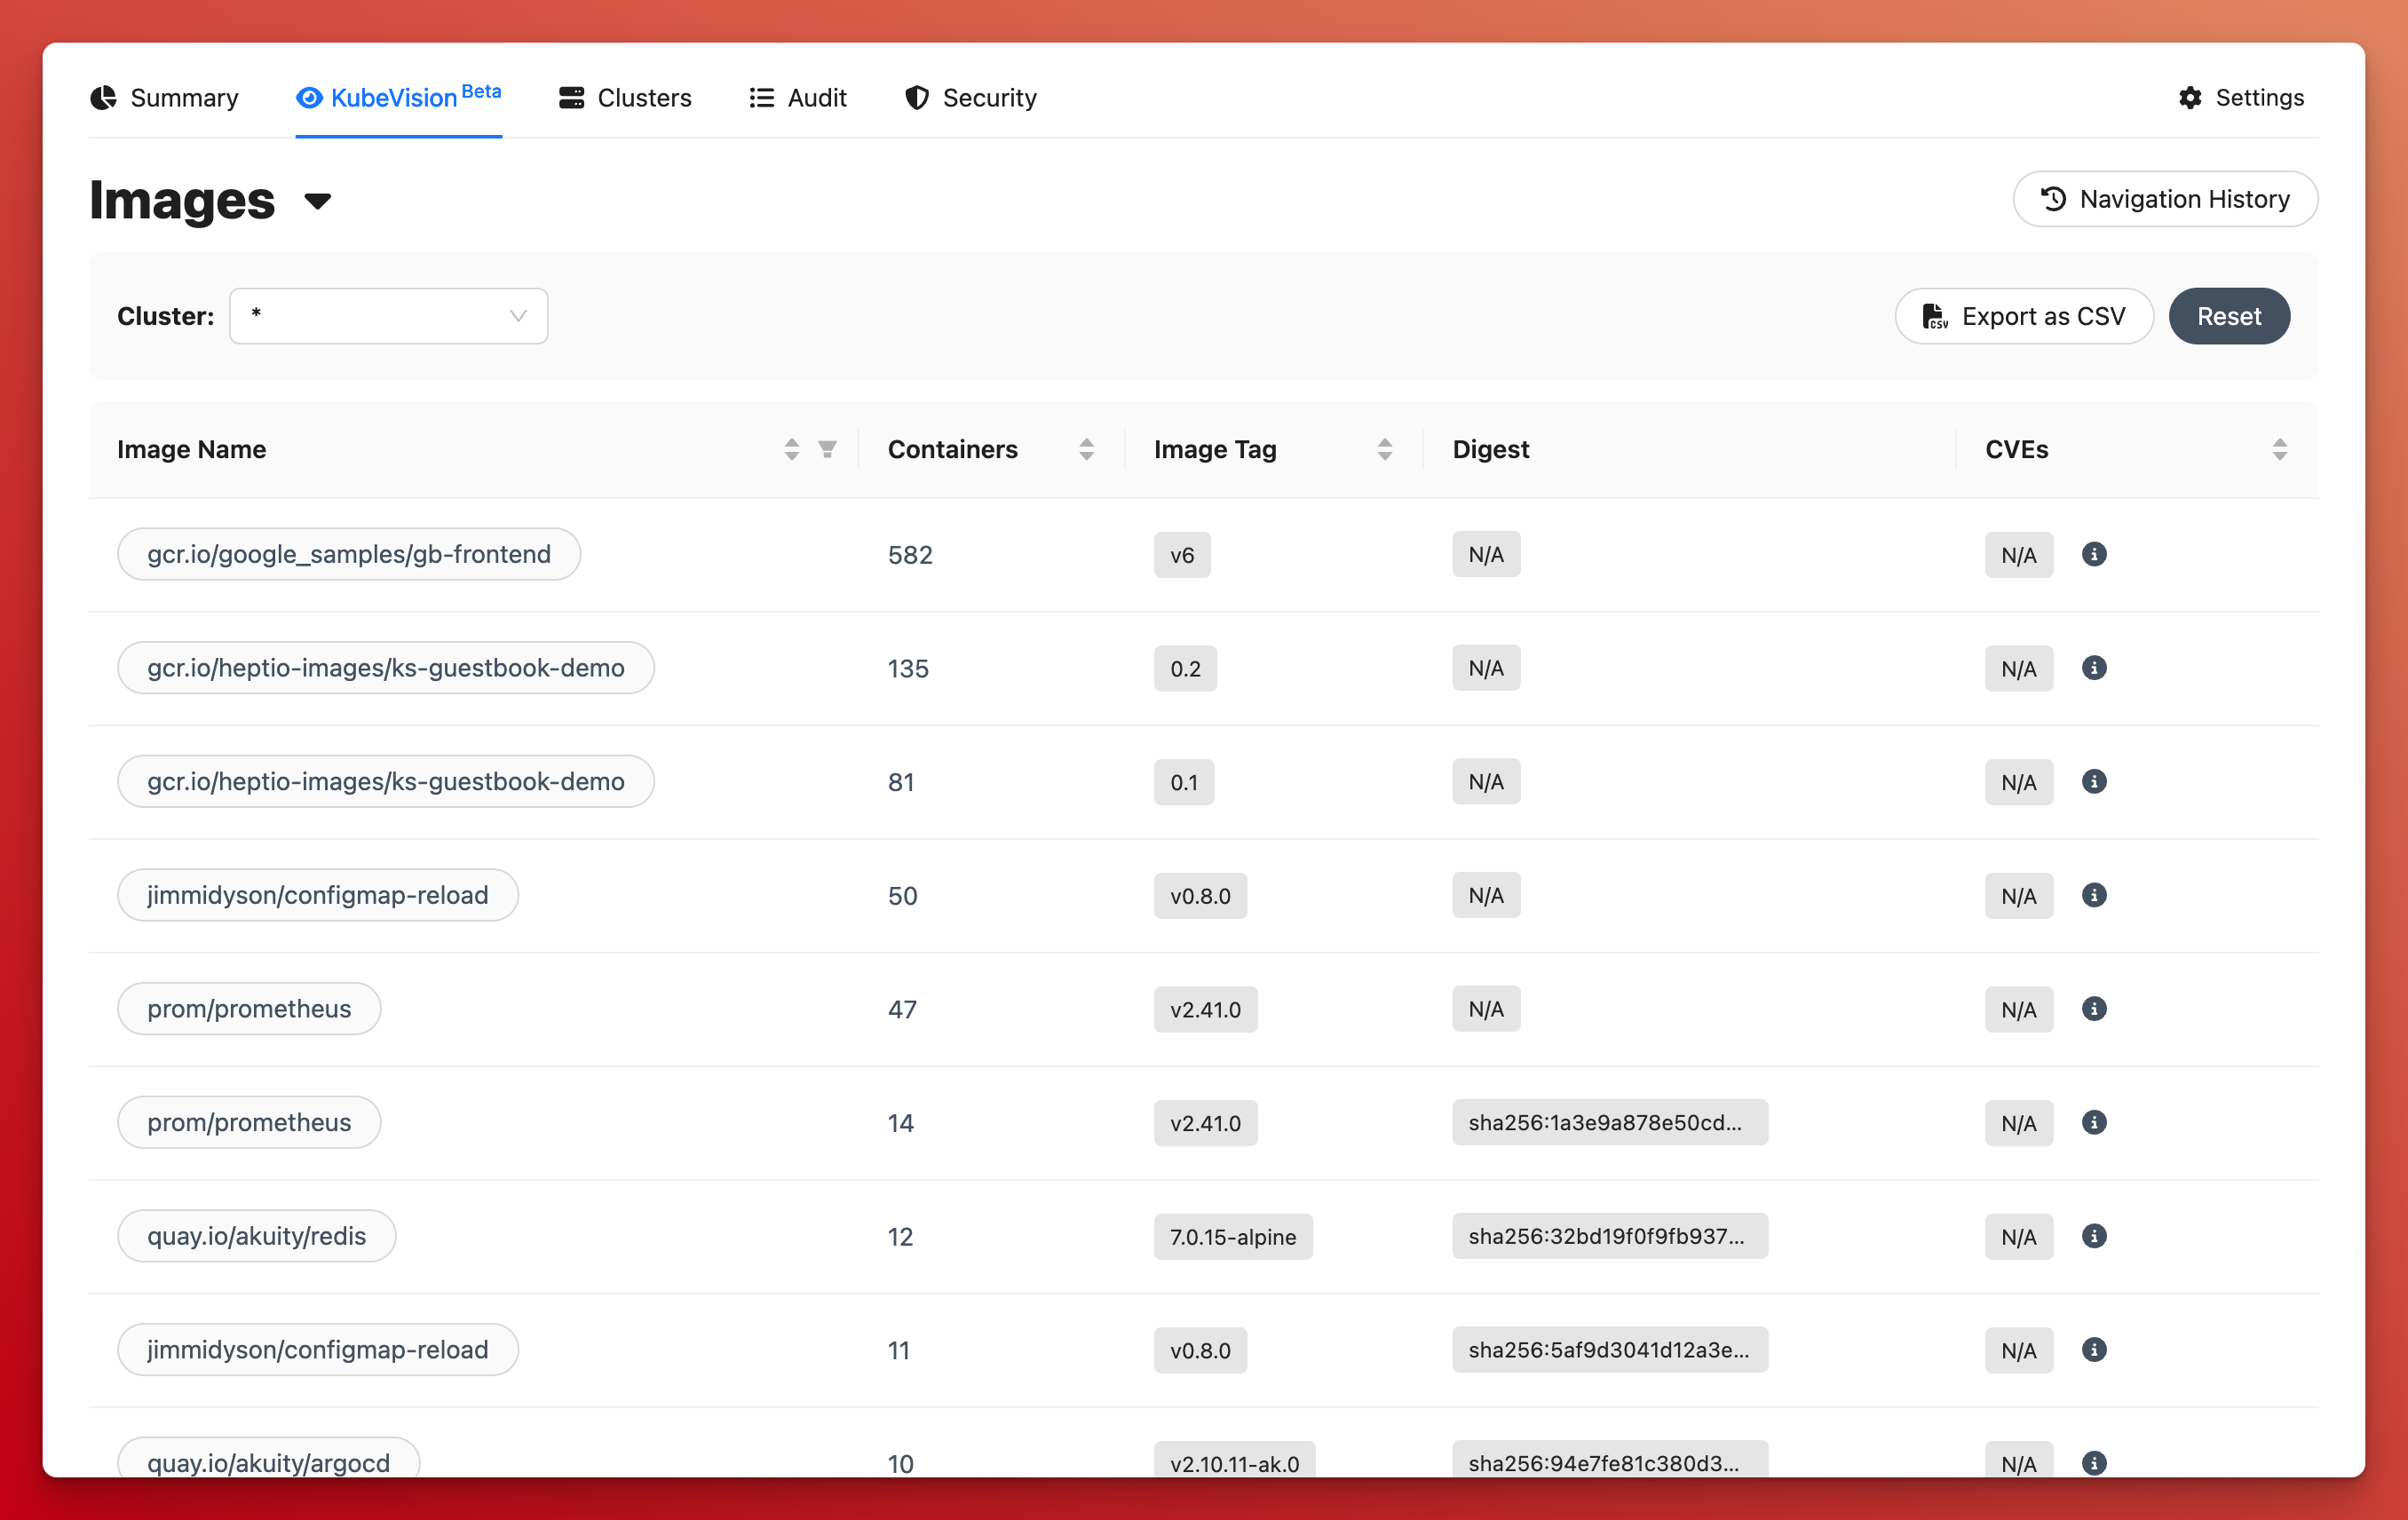 Summary KubeVision Beta Clusters Audit Security Settings
Images Navigation History
Cluster: * Export as CSV Reset
Image Name Containers Image Tag Digest CVEs
gcr.io/google_samples/gb-frontend 582 v6 N/A N/A
gcr.io/heptio-images/ks-guestbook-demo 135 0.2 N/A N/A
gcr.io/heptio-images/ks-guestbook-demo 81 0.1 N/A N/A
jimmidyson/configmap-reload 50 v0.8.0 N/A N/A
prom/prometheus 47 v2.41.0 N/A N/A
prom/prometheus 14 v2.41.0 sha256:1a3e9a878e50cd... N/A
quay.io/akuity/redis 12 7.0.15-alpine sha256:32bd19f0f9fb937... N/A
jimmidyson/configmap-reload 11 v0.8.0 sha256:5af9d3041d12a3e... N/A
quay.io/akuity/argocd 10 v2.10.11-ak.0 sha256:94e7fe81c380d3... N/A